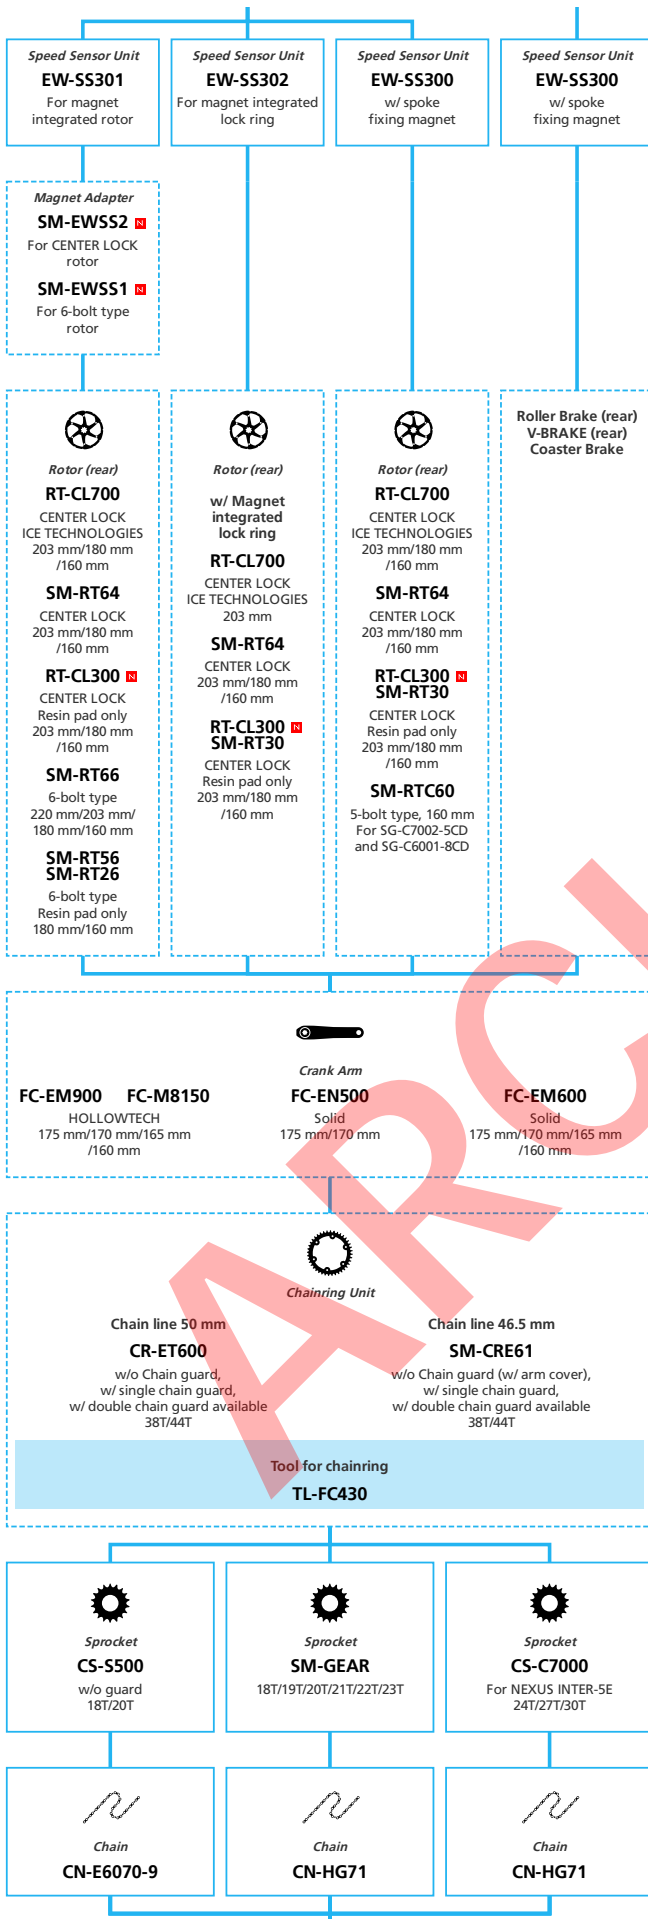 Speed Sensor Unit
EW-SS301
For magnet
integrated rotor
Speed Sensor Unit
EW-SS302
For magnet integrated
lock ring
Speed Sensor Unit
EW-SS300
w/ spoke
fixing magnet
Speed Sensor Unit
EW-SS300
w/ spoke
fixing magnet
Magnet Adapter
SM-EWSS2 N
For CENTER LOCK
rotor
SM-EWSS1 N
For 6-bolt type
rotor
Rotor (rear)
RT-CL700
CENTER LOCK
ICE TECHNOLOGIES
203 mm/180 mm
/160 mm
SM-RT64
CENTER LOCK
203 mm/180 mm
/160 mm
RT-CL300 N
CENTER LOCK
Resin pad only
203 mm/180 mm
/160 mm
SM-RT66
6-bolt type
220 mm/203 mm/
180 mm/160 mm
SM-RT56
SM-RT26
6-bolt type
Resin pad only
180 mm/160 mm
Rotor (rear)
w/ Magnet
integrated
lock ring
RT-CL700
CENTER LOCK
ICE TECHNOLOGIES
203 mm
SM-RT64
CENTER LOCK
203 mm/180 mm
/160 mm
RT-CL300 N
SM-RT30
CENTER LOCK
Resin pad only
203 mm/180 mm
/160 mm
Rotor (rear)
RT-CL700
CENTER LOCK
ICE TECHNOLOGIES
203 mm/180 mm
/160 mm
SM-RT64
CENTER LOCK
203 mm/180 mm
/160 mm
RT-CL300 N
SM-RT30
CENTER LOCK
Resin pad only
203 mm/180 mm
/160 mm
SM-RTC60
5-bolt type, 160 mm
For SG-C7002-5CD
and SG-C6001-8CD
Roller Brake (rear)
V-BRAKE (rear)
Coaster Brake
Crank Arm
FC-EM900 FC-M8150
HOLLOWTECH
175 mm/170 mm/165 mm
/160 mm
FC-EN500
Solid
175 mm/170 mm
FC-EM600
Solid
175 mm/170 mm/165 mm
/160 mm
Chainring Unit
Chain line 50 mm
CR-ET600
w/o Chain guard,
w/ single chain guard,
w/ double chain guard available
38T/44T
Chain line 46.5 mm
SM-CRE61
w/o Chain guard (w/ arm cover),
w/ single chain guard,
w/ double chain guard available
38T/44T
Tool for chainring
TL-FC430
Sprocket
CS-S500
w/o guard
18T/20T
Sprocket
SM-GEAR
18T/19T/20T/21T/22T/23T
Sprocket
CS-C7000
For NEXUS INTER-5E
24T/27T/30T
Chain
CN-E6070-9
Chain
CN-HG71
Chain
CN-HG71